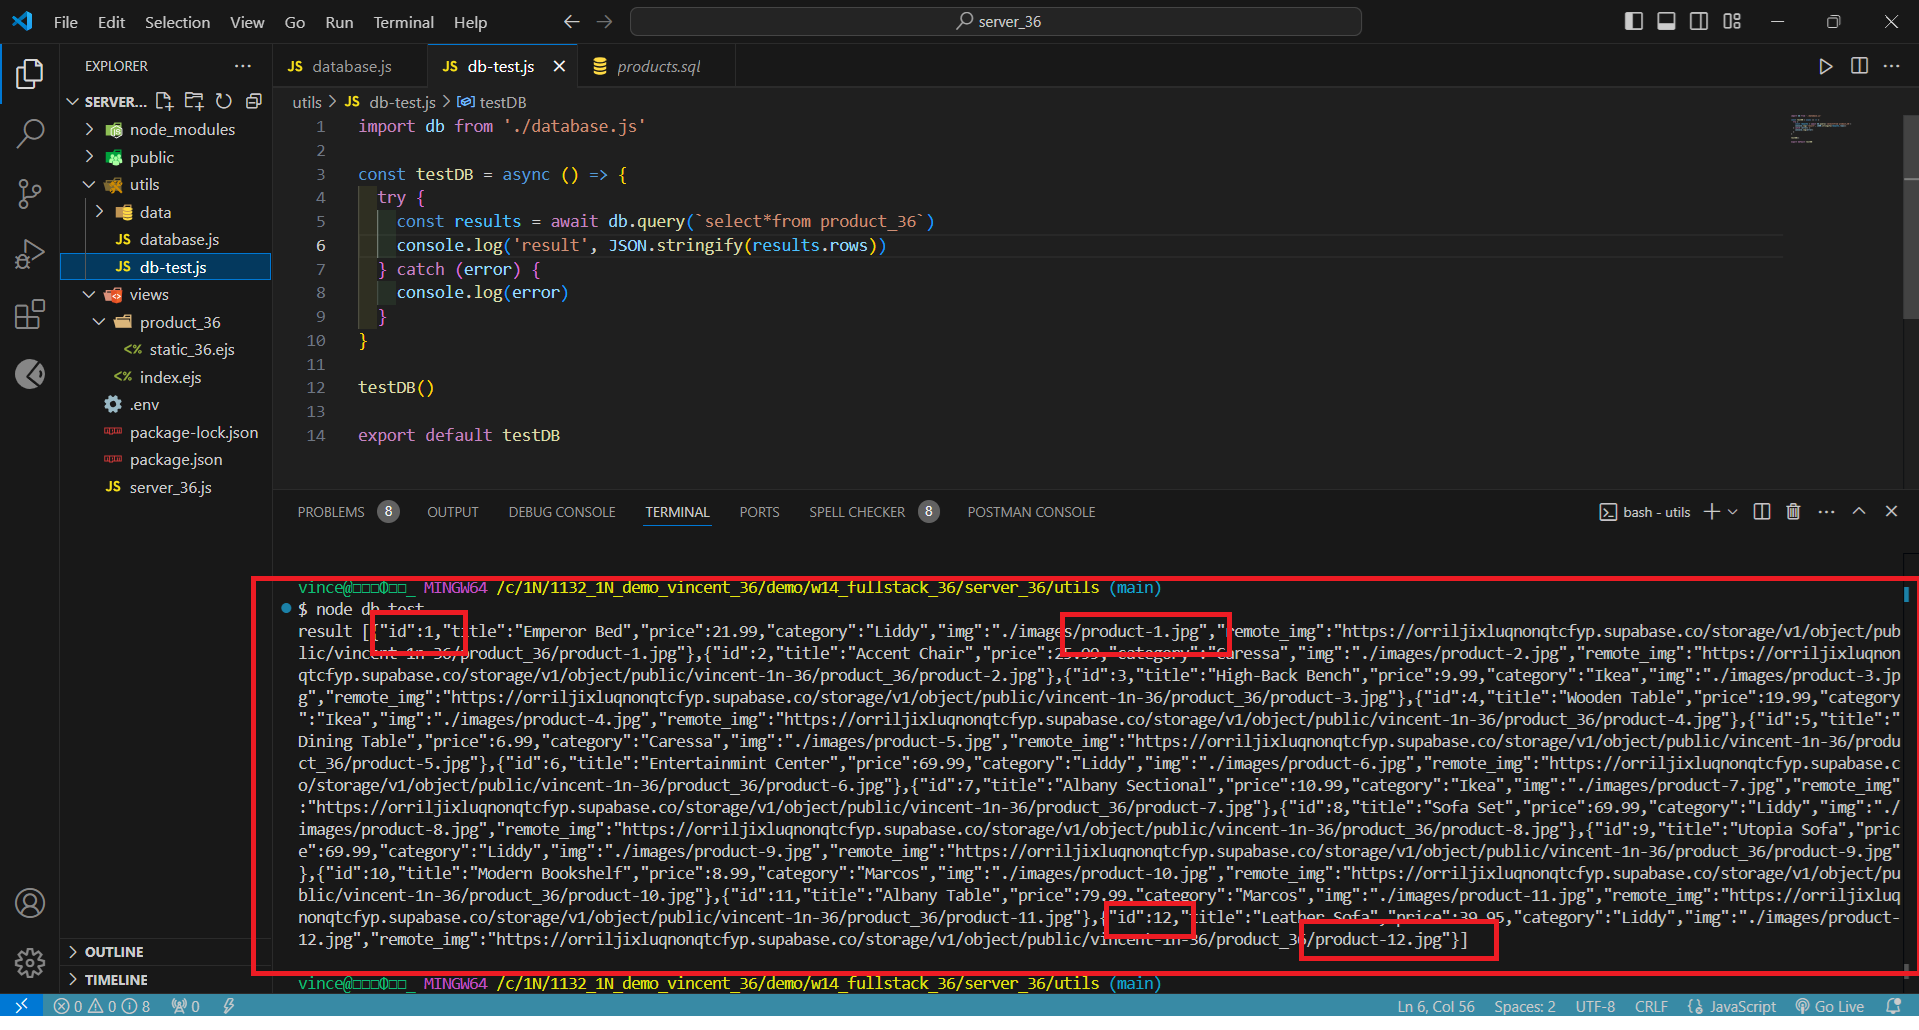 File Edit Selection View Go Run Terminal Help
server_36
EXPLORER
SERVER...
node_modules
public
utils
data
JS database.js
JS db-test.js
views
product_36
<% static_36.ejs
<% index.ejs
.env
package-lock.json
package.json
JS server_36.js
OUTLINE
TIMELINE
JS database.js
JS db-test.js
products.sql
utils > JS db-test.js > testDB
1 import db from './database.js'
2
3 const testDB = async () => {
4 try {
5 const results = await db.query(`select*from product_36`)
6 console.log('result', JSON.stringify(results.rows))
7 } catch (error) {
8 console.log(error)
9 }
10 }
11
12 testDB()
13
14 export default testDB
PROBLEMS 8 OUTPUT DEBUG CONSOLE TERMINAL PORTS SPELL CHECKER 8 POSTMAN CONSOLE
bash - utils
vince@□□□Φ□□_ MINGW64 /c/1N/1132_1N_demo_vincent_36/demo/w14_fullstack_36/server_36/utils (main)
$ node db-test
result [{"id":1,"title":"Emperor Bed","price":21.99,"category":"Liddy","img":"./images/product-1.jpg","remote_img":"https://orriljixluqnonqtcfyp.supabase.co/storage/v1/object/pub
lic/vincent-1n-36/product_36/product-1.jpg"},{"id":2,"title":"Accent Chair","price":25.99,"category":"Caressa","img":"./images/product-2.jpg","remote_img":"https://orriljixluqnon
qtcfyp.supabase.co/storage/v1/object/public/vincent-1n-36/product_36/product-2.jpg"},{"id":3,"title":"High-Back Bench","price":9.99,"category":"Ikea","img":"./images/product-3.jp
g","remote_img":"https://orriljixluqnonqtcfyp.supabase.co/storage/v1/object/public/vincent-1n-36/product_36/product-3.jpg"},{"id":4,"title":"Wooden Table","price":19.99,"category
":"Ikea","img":"./images/product-4.jpg","remote_img":"https://orriljixluqnonqtcfyp.supabase.co/storage/v1/object/public/vincent-1n-36/product_36/product-4.jpg"},{"id":5,"title":"
Dining Table","price":6.99,"category":"Caressa","img":"./images/product-5.jpg","remote_img":"https://orriljixluqnonqtcfyp.supabase.co/storage/v1/object/public/vincent-1n-36/produ
ct_36/product-5.jpg"},{"id":6,"title":"Entertainmint Center","price":69.99,"category":"Liddy","img":"./images/product-6.jpg","remote_img":"https://orriljixluqnonqtcfyp.supabase.c
o/storage/v1/object/public/vincent-1n-36/product_36/product-6.jpg"},{"id":7,"title":"Albany Sectional","price":10.99,"category":"Ikea","img":"./images/product-7.jpg","remote_img"
:"https://orriljixluqnonqtcfyp.supabase.co/storage/v1/object/public/vincent-1n-36/product_36/product-7.jpg"},{"id":8,"title":"Sofa Set","price":69.99,"category":"Liddy","img":"./
images/product-8.jpg","remote_img":"https://orriljixluqnonqtcfyp.supabase.co/storage/v1/object/public/vincent-1n-36/product_36/product-8.jpg"},{"id":9,"title":"Utopia Sofa","pric
e":69.99,"category":"Liddy","img":"./images/product-9.jpg","remote_img":"https://orriljixluqnonqtcfyp.supabase.co/storage/v1/object/public/vincent-1n-36/product_36/product-9.jpg"
},{"id":10,"title":"Modern Bookshelf","price":8.99,"category":"Marcos","img":"./images/product-10.jpg","remote_img":"https://orriljixluqnonqtcfyp.supabase.co/storage/v1/object/pu
blic/vincent-1n-36/product_36/product-10.jpg"},{"id":11,"title":"Albany Table","price":79.99,"category":"Marcos","img":"./images/product-11.jpg","remote_img":"https://orriljixluq
nonqtcfyp.supabase.co/storage/v1/object/public/vincent-1n-36/product_36/product-11.jpg"},{"id":12,"title":"Leather Sofa","price":39.95,"category":"Liddy","img":"./images/product-
12.jpg","remote_img":"https://orriljixluqnonqtcfyp.supabase.co/storage/v1/object/public/vincent-1n-36/product_36/product-12.jpg"}]
vince@□□□Φ□□_ MINGW64 /c/1N/1132_1N_demo_vincent_36/demo/w14_fullstack_36/server_36/utils (main)
0 0 8 0 Ln 6, Col 56 Spaces: 2 UTF-8 CRLF {} JavaScript Go Live